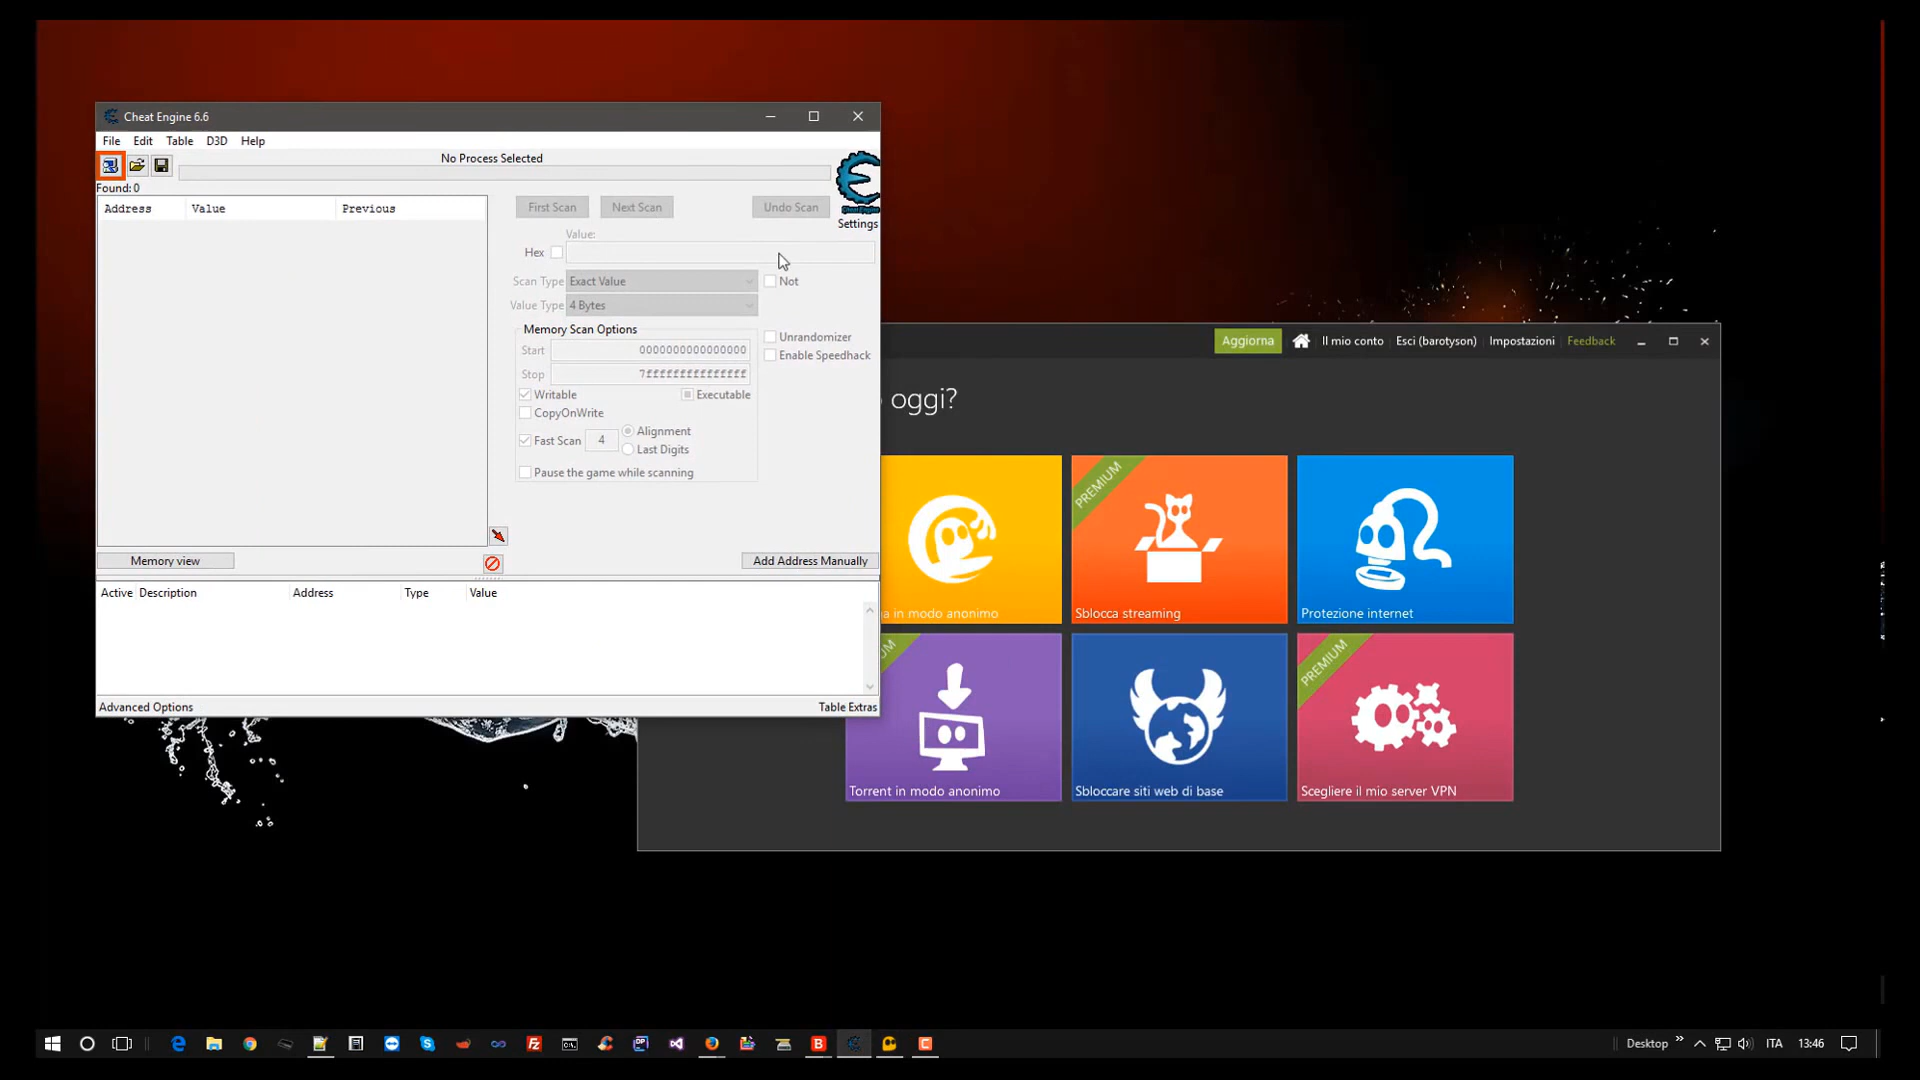 Cheat Engine 6.6
File Edit Table D3D Help
No Process Selected
Found: 0
Address Value Previous
First Scan Next Scan Undo Scan
Settings
Value:
Hex
Scan Type Exact Value Not
Value Type 4 Bytes
Memory Scan Options
Unrandomizer
Start 0000000000000000
Enable Speedhack
Stop 7fffffffffffffff
Writable Executable
CopyOnWrite
Fast Scan 4 Alignment
Last Digits
Pause the game while scanning
Memory view Add Address Manually
Active Description Address Type Value
Advanced Options Table Extras
Aggiorna Il mio conto Esci (barotyson) Impostazioni Feedback
oggi?
PREMIUM
a in modo anonimo Sblocca streaming Protezione internet
UM PREMIUM
Torrent in modo anonimo Sbloccare siti web di base Scegliere il mio server VPN
Desktop ITA 13:46